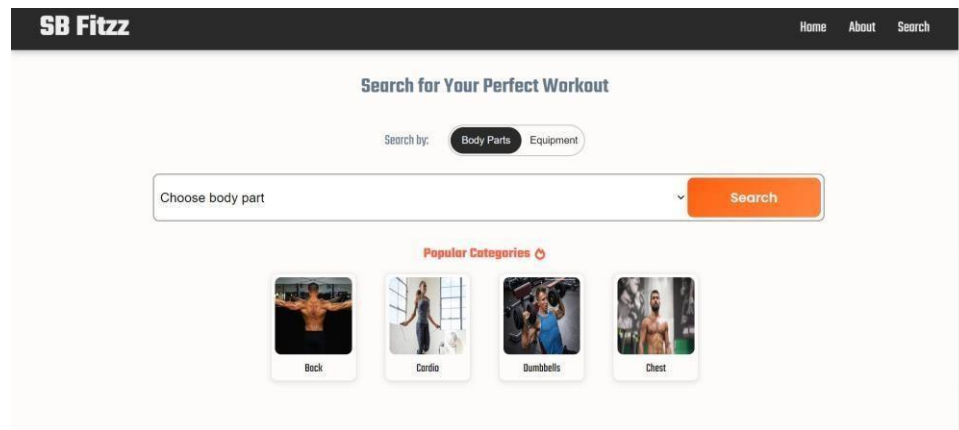 SB Fitzz
Home About Search
Search for Your Perfect Workout
Search by: Body Parts Equipment
Choose body part Search
Popular Categories
Back Cardio Dumbbells Chest